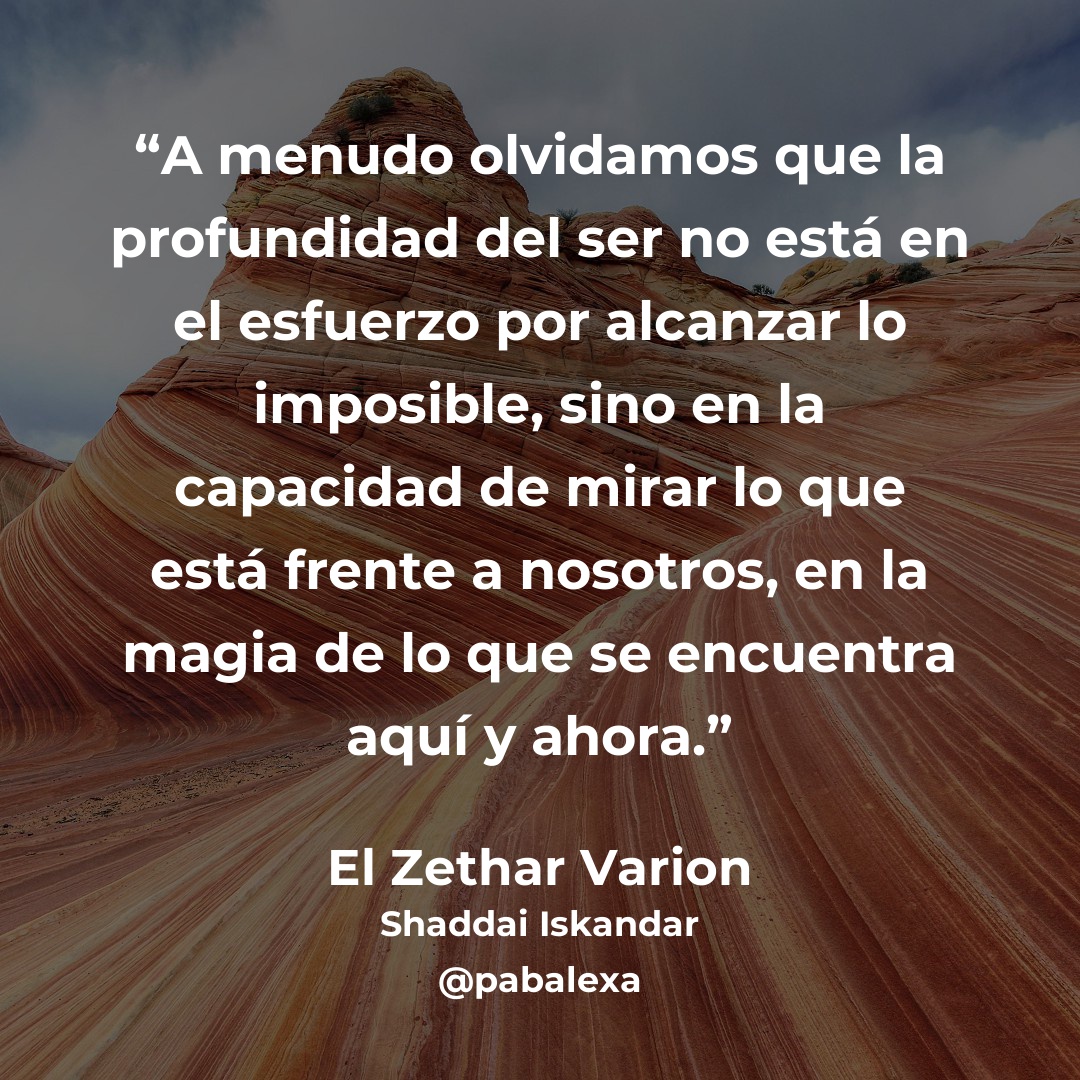 “A menudo olvidamos que la
profundidad del ser no está en
el esfuerzo por alcanzar lo
imposible, sino en la
capacidad de mirar lo que
está frente a nosotros, en la
magia de lo que se encuentra
aquí y ahora.”
El Zethar Varion
Shaddai Iskandar
@pabalexa